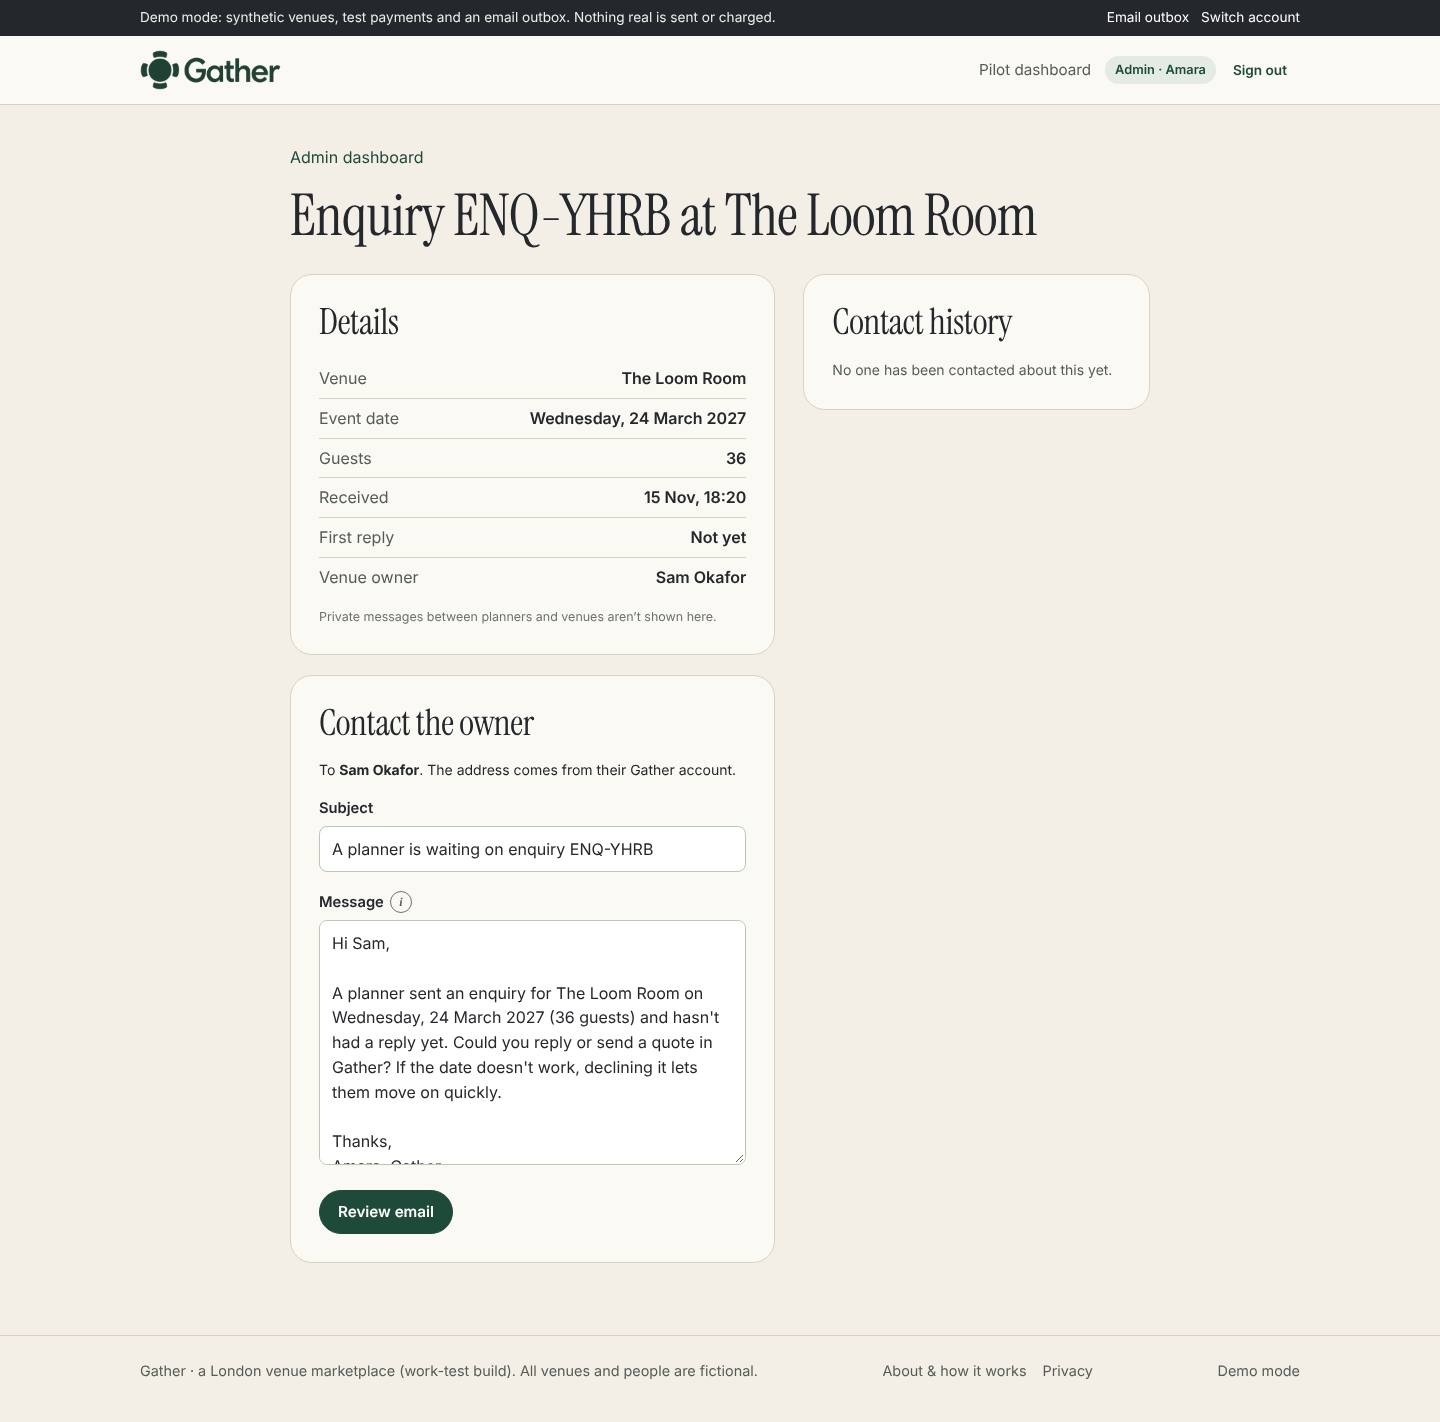 Demo mode: synthetic venues, test payments and an email outbox. Nothing real is sent or charged.
Email outbox
Switch account
Gather
Pilot dashboard
Admin · Amara
Sign out
Admin dashboard
Enquiry ENQ-YHRB at The Loom Room
Details
Venue
The Loom Room
Event date
Wednesday, 24 March 2027
Guests
36
Received
15 Nov, 18:20
First reply
Not yet
Venue owner
Sam Okafor
Private messages between planners and venues aren’t shown here.
Contact history
No one has been contacted about this yet.
Contact the owner
To Sam Okafor. The address comes from their Gather account.
Subject
A planner is waiting on enquiry ENQ-YHRB
Message i
Hi Sam,
A planner sent an enquiry for The Loom Room on
Wednesday, 24 March 2027 (36 guests) and hasn't
had a reply yet. Could you reply or send a quote in
Gather? If the date doesn't work, declining it lets
them move on quickly.
Thanks,
Review email
Gather · a London venue marketplace (work-test build). All venues and people are fictional.
About & how it works
Privacy
Demo mode